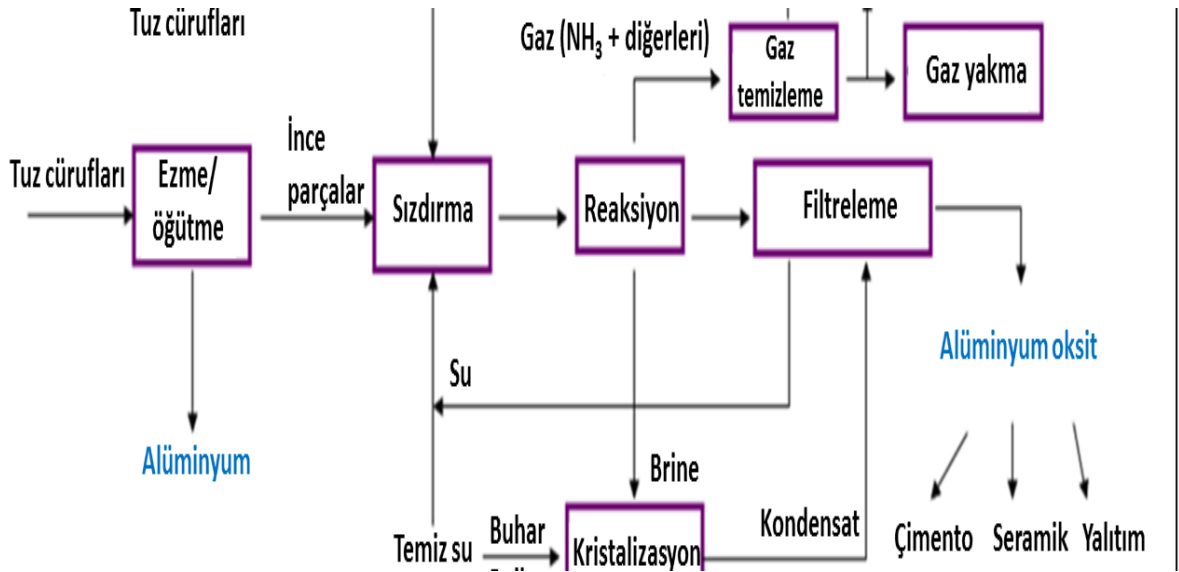 Tuz cürufları
Gaz (NH₃ + diğerleri)
Gaz
temizleme
Gaz yakma
Tuz cürufları
Ezme/
öğütme
İnce
parçalar
Sızdırma
Reaksiyon
Filtreleme
Alüminyum oksit
Su
Alüminyum
Brine
Temiz su
Buhar
Kristalizasyon
Kondensat
Çimento
Seramik
Yalıtım